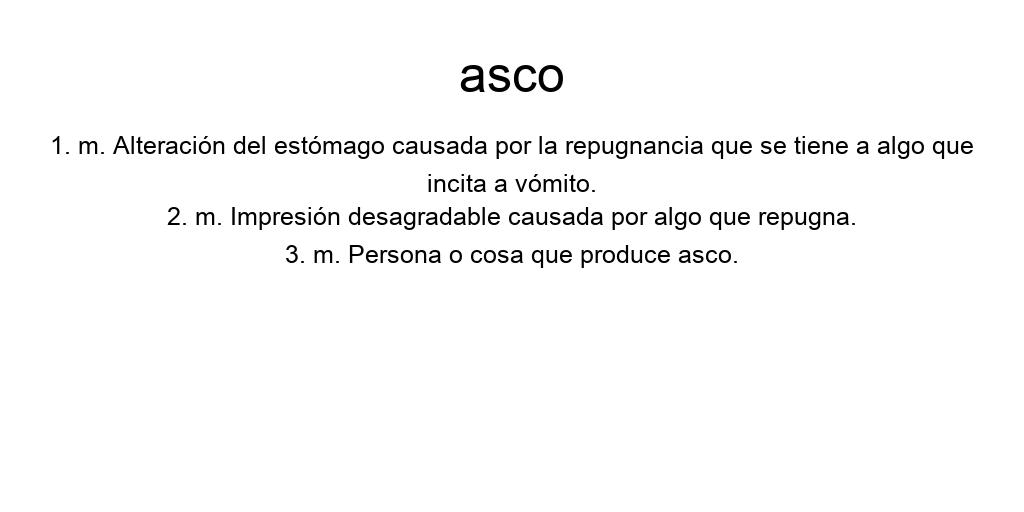 asco
1. m. Alteración del estómago causada por la repugnancia que se tiene a algo que
incita a vómito.
2. m. Impresión desagradable causada por algo que repugna.
3. m. Persona o cosa que produce asco.